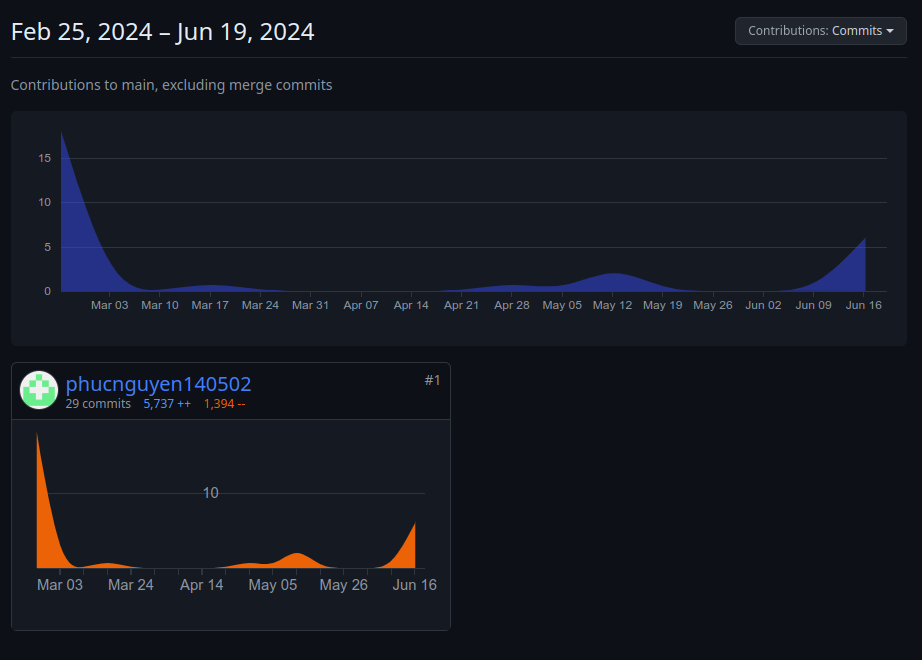 Feb 25, 2024 – Jun 19, 2024
Contributions: Commits
Contributions to main, excluding merge commits
15
10
5
0
Mar 03 Mar 10 Mar 17 Mar 24 Mar 31 Apr 07 Apr 14 Apr 21 Apr 28 May 05 May 12 May 19 May 26 Jun 02 Jun 09 Jun 16
phucnguyen140502
#1
29 commits 5,737 ++ 1,394 --
10
Mar 03 Mar 24 Apr 14 May 05 May 26 Jun 16